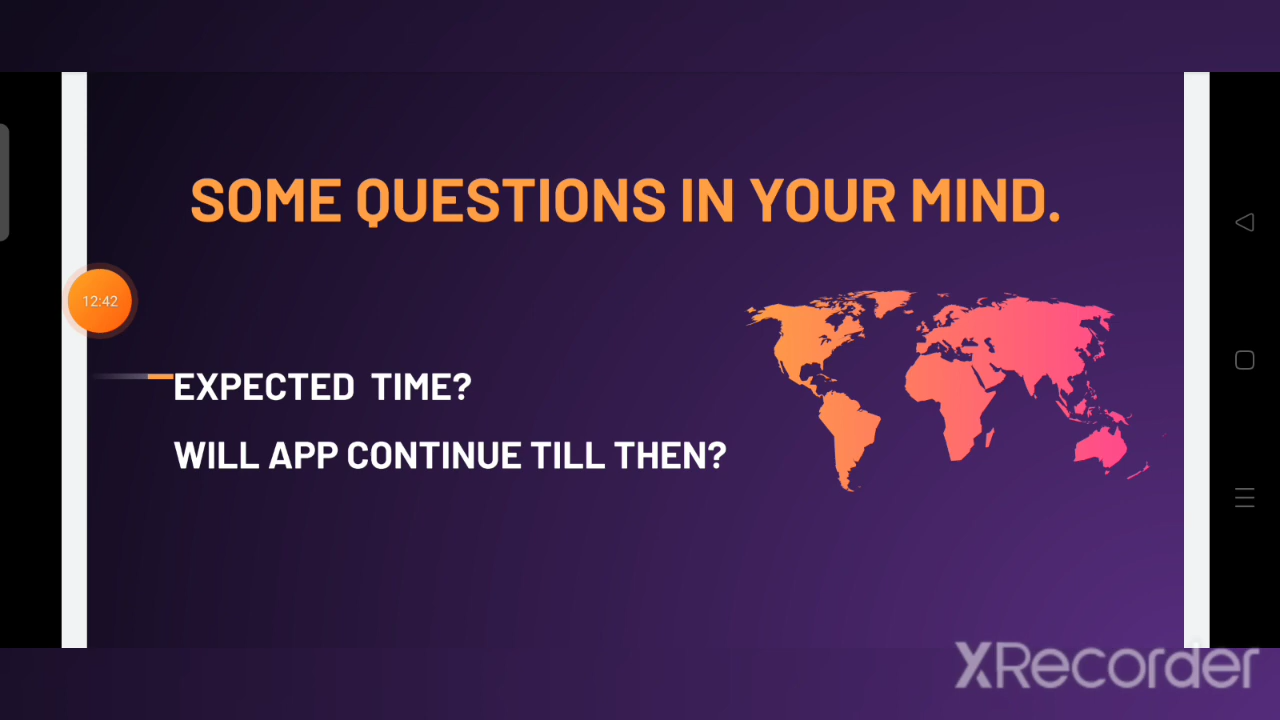 SOME QUESTIONS IN YOUR MIND.
12:42
EXPECTED TIME?
WILL APP CONTINUE TILL THEN?
XRecorder